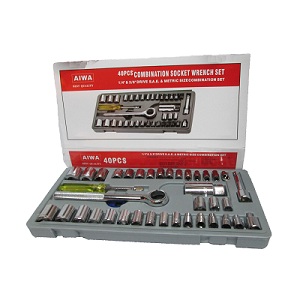 AIWA
40PCS COMBINATION SOCKET WRENCH SET
1/4" & 3/8" DRIVE S.A.E. & METRIC SIZE COMBINATION SET
AIWA
40PCS